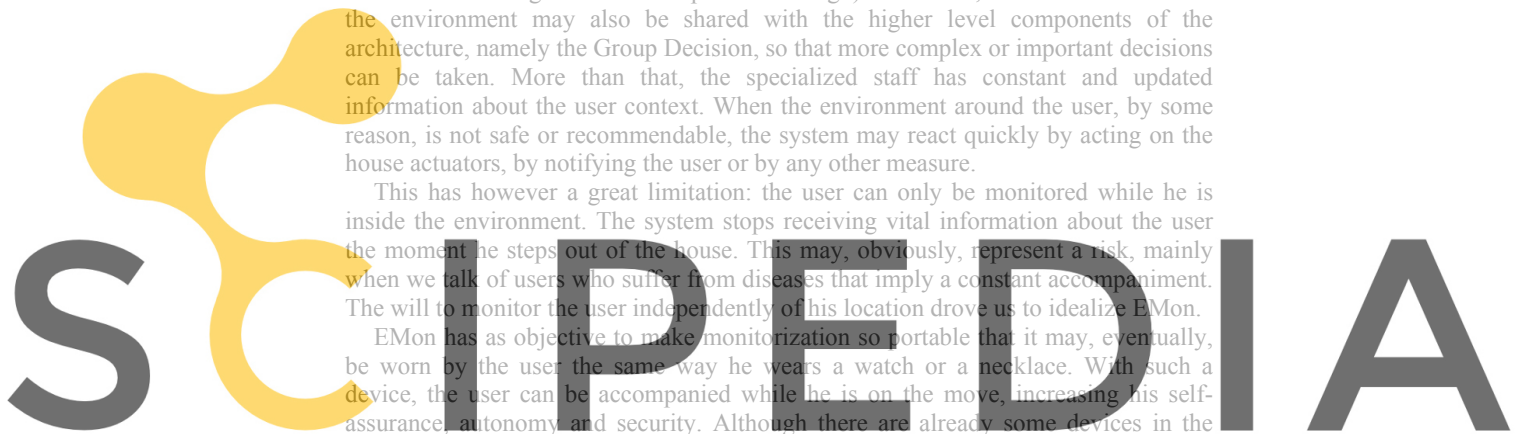 the environment may also be shared with the higher level components of the
architecture, namely the Group Decision, so that more complex or important decisions
can be taken. More than that, the specialized staff has constant and updated
information about the user context. When the environment around the user, by some
reason, is not safe or recommendable, the system may react quickly by acting on the
house actuators, by notifying the user or by any other measure.
This has however a great limitation: the user can only be monitored while he is
inside the environment. The system stops receiving vital information about the user
the moment he steps out of the house. This may, obviously, represent a risk, mainly
when we talk of users who suffer from diseases that imply a constant accompaniment.
The will to monitor the user independently of his location drove us to idealize EMon.
EMon has as objective to make monitorization so portable that it may, eventually,
be worn by the user the same way he wears a watch or a necklace. With such a
device, the user can be accompanied while he is on the move, increasing his self-
assurance, autonomy and security. Although there are already some devices in the
SCIPEDIA